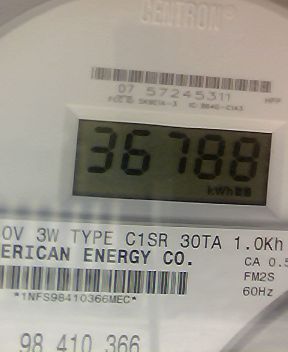 CENTRON®
07 57245311
36788
kWh
0V 3W TYPE C1SR 30TA 1.0Kh
ERICAN ENERGY CO.
CA 0.5
FM2S
*1NFS98410366MEC*
60Hz
98 410 366